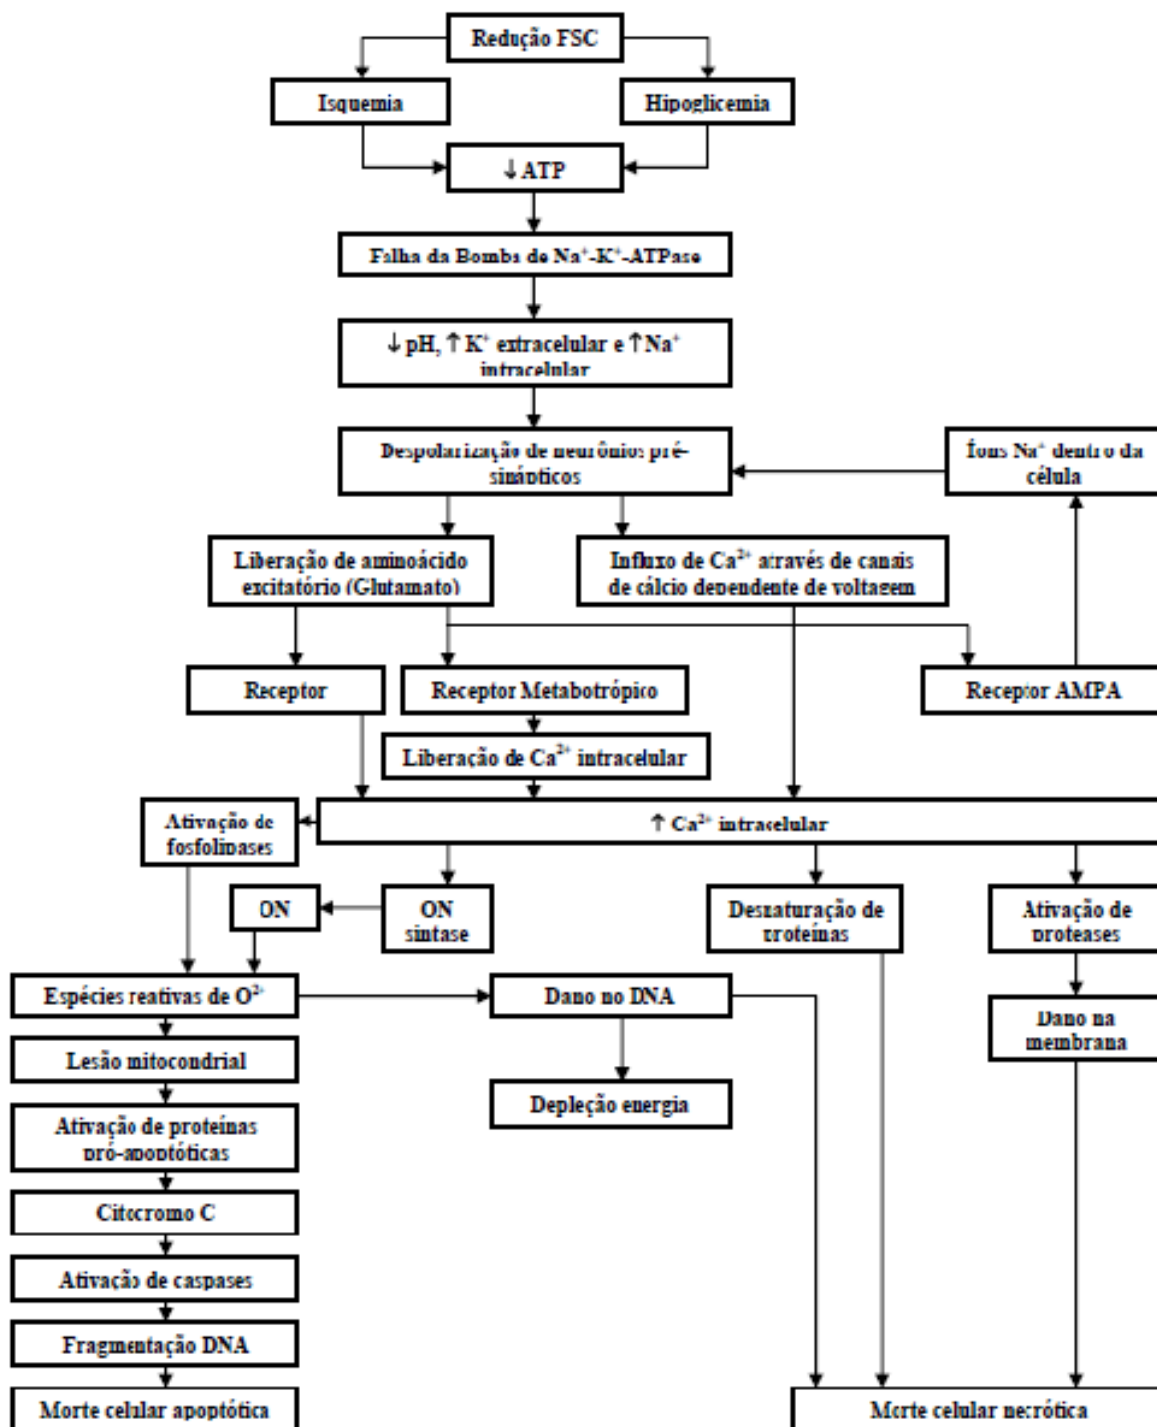 Redução FSC
Isquemia
Hipoglicemia
↓ ATP
Falha da Bomba de Na⁺-K⁺-ATPase
↓ pH, ↑ K⁺ extracelular e ↑ Na⁺
intracelular
Despolarização de neurônios pré-
sinápticos
Íons Na⁺ dentro da
célula
Liberação de aminoácido
excitatório (Glutamato)
Influxo de Ca²⁺ através de canais
de cálcio dependente de voltagem
Receptor
Receptor Metabotrópico
Receptor AMPA
Liberação de Ca²⁺ intracelular
Ativação de
fosfolipases
↑ Ca²⁺ intracelular
ON
ON
sintase
Desnaturação de
proteínas
Ativação de
proteases
Espécies reativas de O²⁺
Dano no DNA
Dano na
membrana
Lesão mitocondrial
Depleção energia
Ativação de proteínas
pró-apoptóticas
Citocromo C
Ativação de caspases
Fragmentação DNA
Morte celular apoptótica
Morte celular necrótica